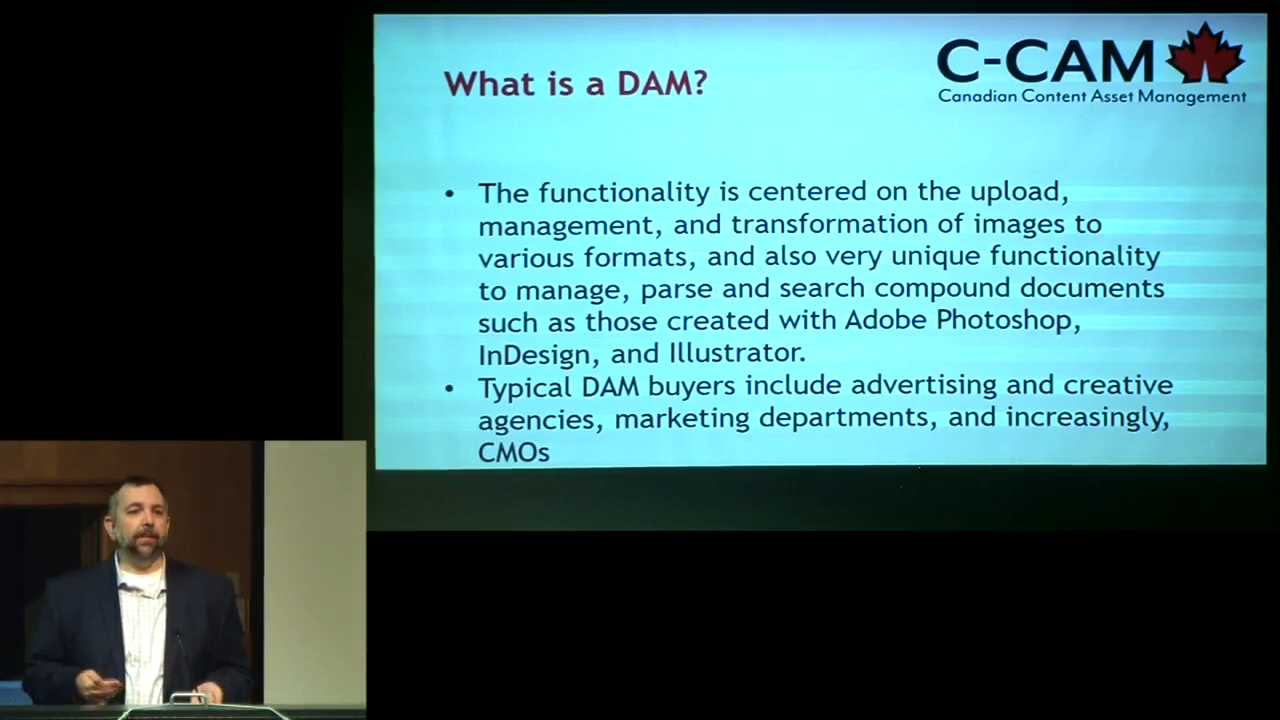 C-CAM
Canadian Content Asset Management
What is a DAM?
• The functionality is centered on the upload,
management, and transformation of images to
various formats, and also very unique functionality
to manage, parse and search compound documents
such as those created with Adobe Photoshop,
InDesign, and Illustrator.
• Typical DAM buyers include advertising and creative
agencies, marketing departments, and increasingly,
CMOs